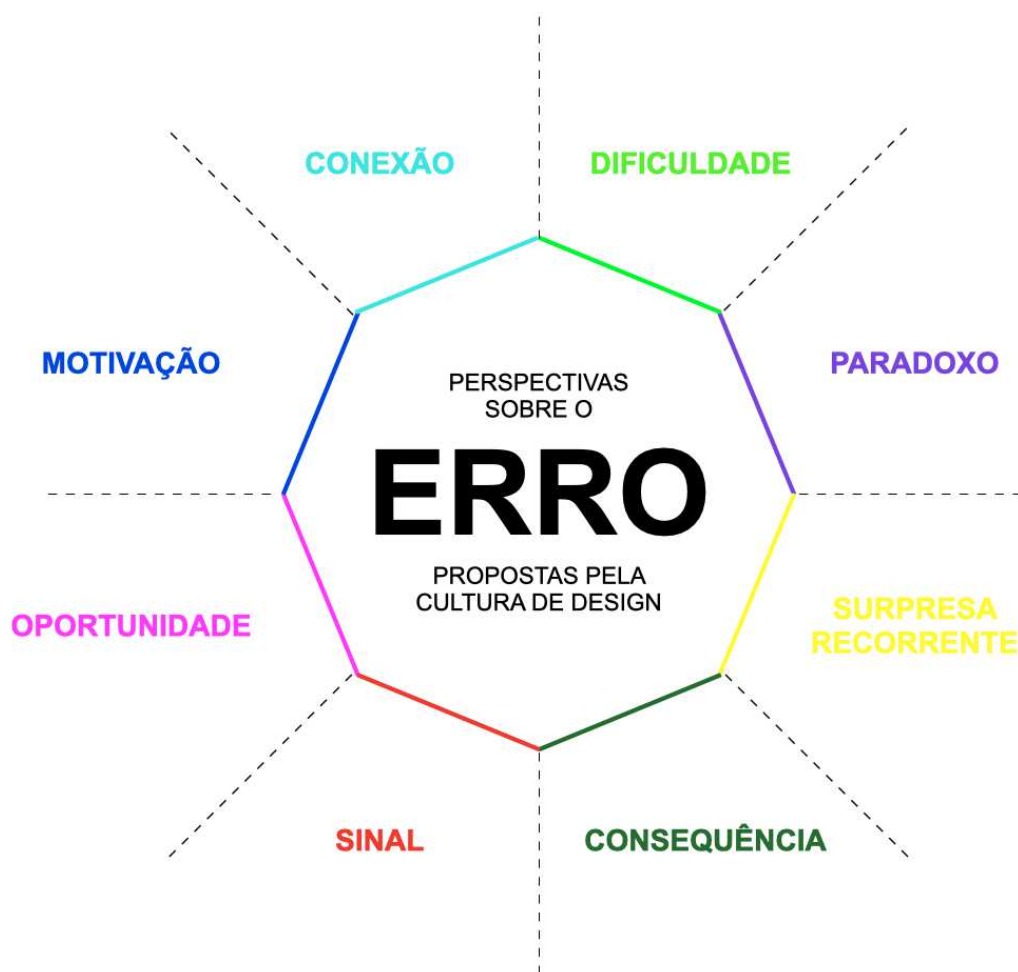 CONEXÃO
DIFICULDADE
MOTIVAÇÃO
PARADOXO
PERSPECTIVAS
SOBRE O
ERRO
PROPOSTAS PELA
CULTURA DE DESIGN
OPORTUNIDADE
SURPRESA
RECORRENTE
SINAL
CONSEQUÊNCIA